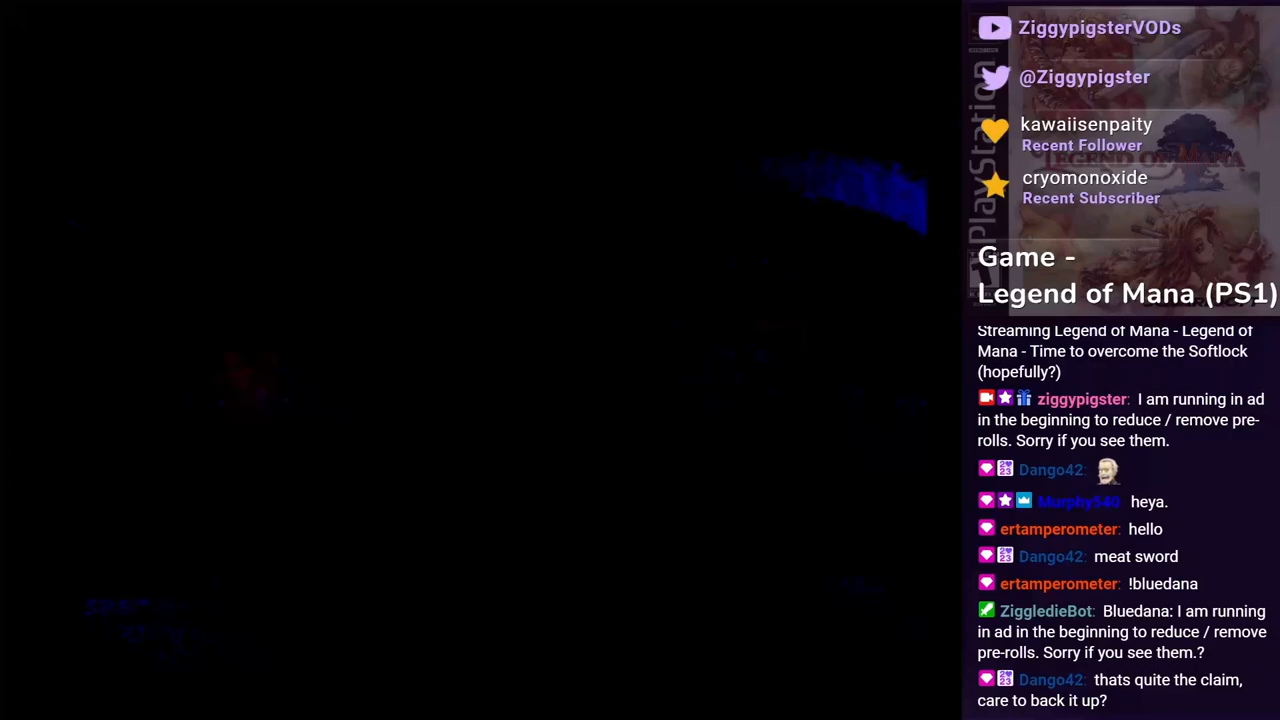 ZiggypigsterVODs
@Ziggypigster
kawaiisenpaity
Recent Follower
cryomonoxide
Recent Subscriber
PlayStation
LEGEND OF MANA
Game -
Legend of Mana (PS1)
Streaming Legend of Mana - Legend of
Mana - Time to overcome the Softlock
(hopefully?)
ziggypigster: I am running in ad
in the beginning to reduce / remove pre-
rolls. Sorry if you see them.
Dango42:
Murphy540 heya.
ertamperometer: hello
Dango42: meat sword
ertamperometer: !bluedana
ZiggledieBot: Bluedana: I am running
in ad in the beginning to reduce / remove
pre-rolls. Sorry if you see them.?
Dango42: thats quite the claim,
care to back it up?